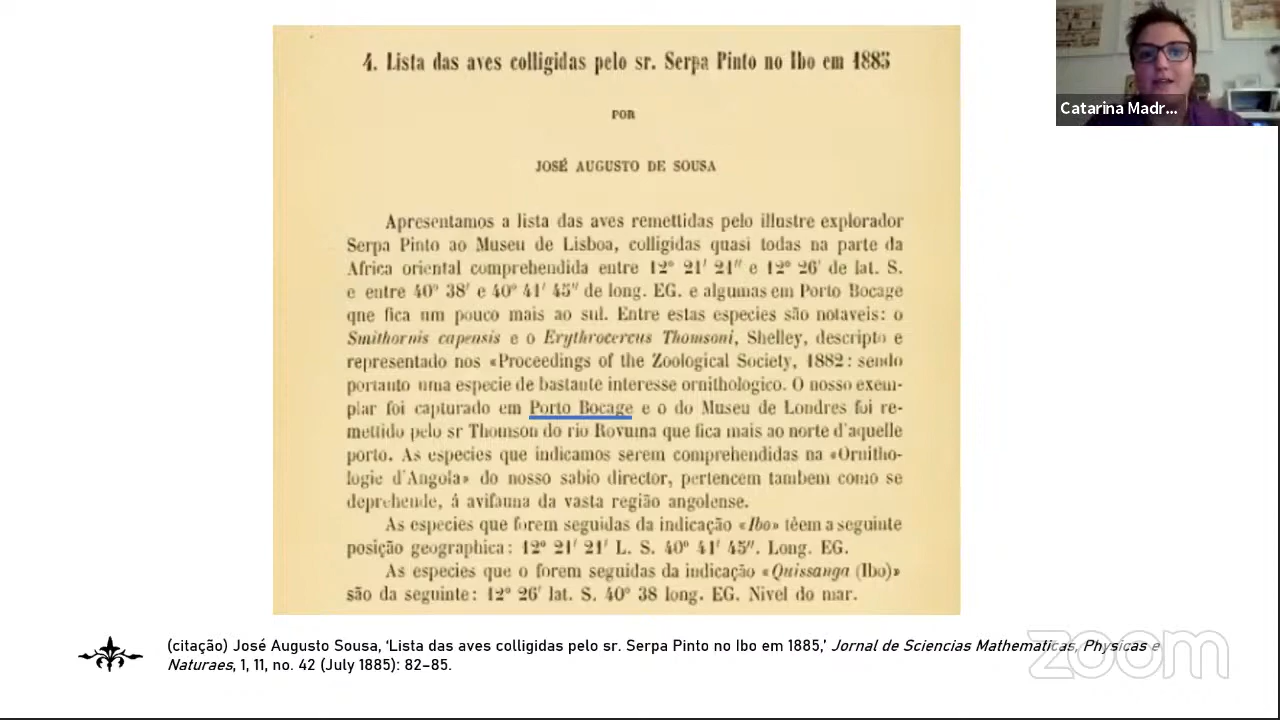 4. Lista das aves colligidas pelo sr. Serpa Pinto no Ibo em 1885
POR
JOSÉ AUGUSTO DE SOUSA
Apresentamos a lista das aves remettidas pelo illustre explorador
Serpa Pinto ao Museu de Lisboa, colligidas quasi todas na parte da
Africa oriental comprehendida entre 12° 21′ 21″ e 12° 26′ de lat. S.
e entre 40° 38′ e 40° 41′ 45″ de long. EG. e algumas em Porto Bocage
que fica um pouco mais ao sul. Entre estas especies são notaveis: o
Smithornis capensis e o Erythrocercus Thomsoni, Shelley, descripto e
representado nos «Proceedings of the Zoological Society, 1882: sendo
portanto uma especie de bastante interesse ornithologico. O nosso exem-
plar foi capturado em Porto Bocage e o do Museu de Londres foi re-
mettido pelo sr Thomson do rio Rovuma que fica mais ao norte d'aquelle
porto. As especies que indicamos serem comprehendidas na «Ornitho-
logie d'Angola» do nosso sabio director, pertencem tambem como se
deprehende, á avifauna da vasta região angolense.
As especies que forem seguidas da indicação «Ibo» têem a seguinte
posição geographica: 12° 21′ 21′ L. S. 40° 41′ 45″. Long. EG.
As especies que o forem seguidas da indicação «Quissanga (Ibo)»
são da seguinte: 12° 26′ lat. S. 40° 38 long. EG. Nivel do mar.
(citação) José Augusto Sousa, ‘Lista das aves colligidas pelo sr. Serpa Pinto no Ibo em 1885,’ Jornal de Sciencias Mathematicas, Physicas e
Naturaes, 1, 11, no. 42 (July 1885): 82–85.
Catarina Madr...
zoom